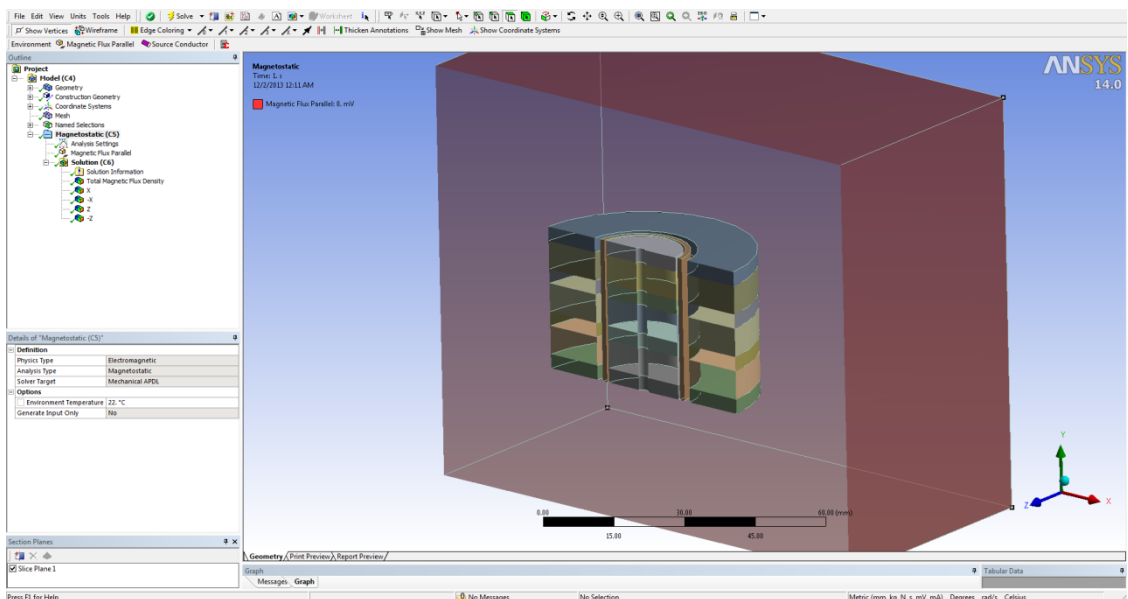 File Edit View Units Tools Help Solve Worksheet
Show Vertices Wireframe Edge Coloring Thicken Annotations Show Mesh Show Coordinate Systems
Environment Magnetic Flux Parallel Source Conductor
Outline
Project
Model (C4)
Geometry
Construction Geometry
Coordinate Systems
Mesh
Named Selections
Magnetostatic (C5)
Analysis Settings
Magnetic Flux Parallel
Solution (C6)
Solution Information
Total Magnetic Flux Density
X
-X
Z
-Z
Details of "Magnetostatic (C5)"
Definition
Physics Type Electromagnetic
Analysis Type Magnetostatic
Solver Target Mechanical APDL
Options
Environment Temperature 22. °C
Generate Input Only No
Section Planes
Slice Plane 1
Magnetostatic
Time: 1. s
12/2/2013 12:11 AM
Magnetic Flux Parallel: 0. mV
ANSYS
14.0
Y
Z
X
0.00 30.00 60.00 (mm)
15.00 45.00
Geometry Print Preview Report Preview
Graph
Tabular Data
Messages Graph
Press F1 for Help
No Messages
No Selection
Metric (mm, kg, N, s, mV, mA) Degrees rad/s Celsius